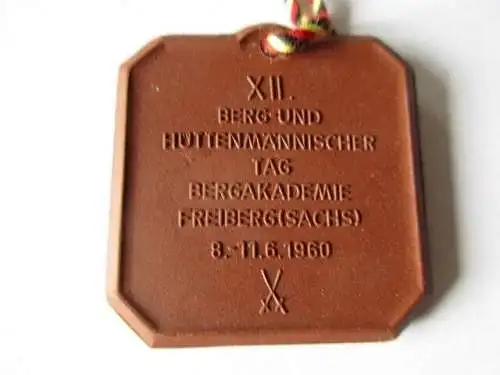 XII.
BERG UND
HÜTTENMÄNNISCHER
TAG
BERGAKADEMIE
FREIBERG(SACHS)
8.-11.6.1960